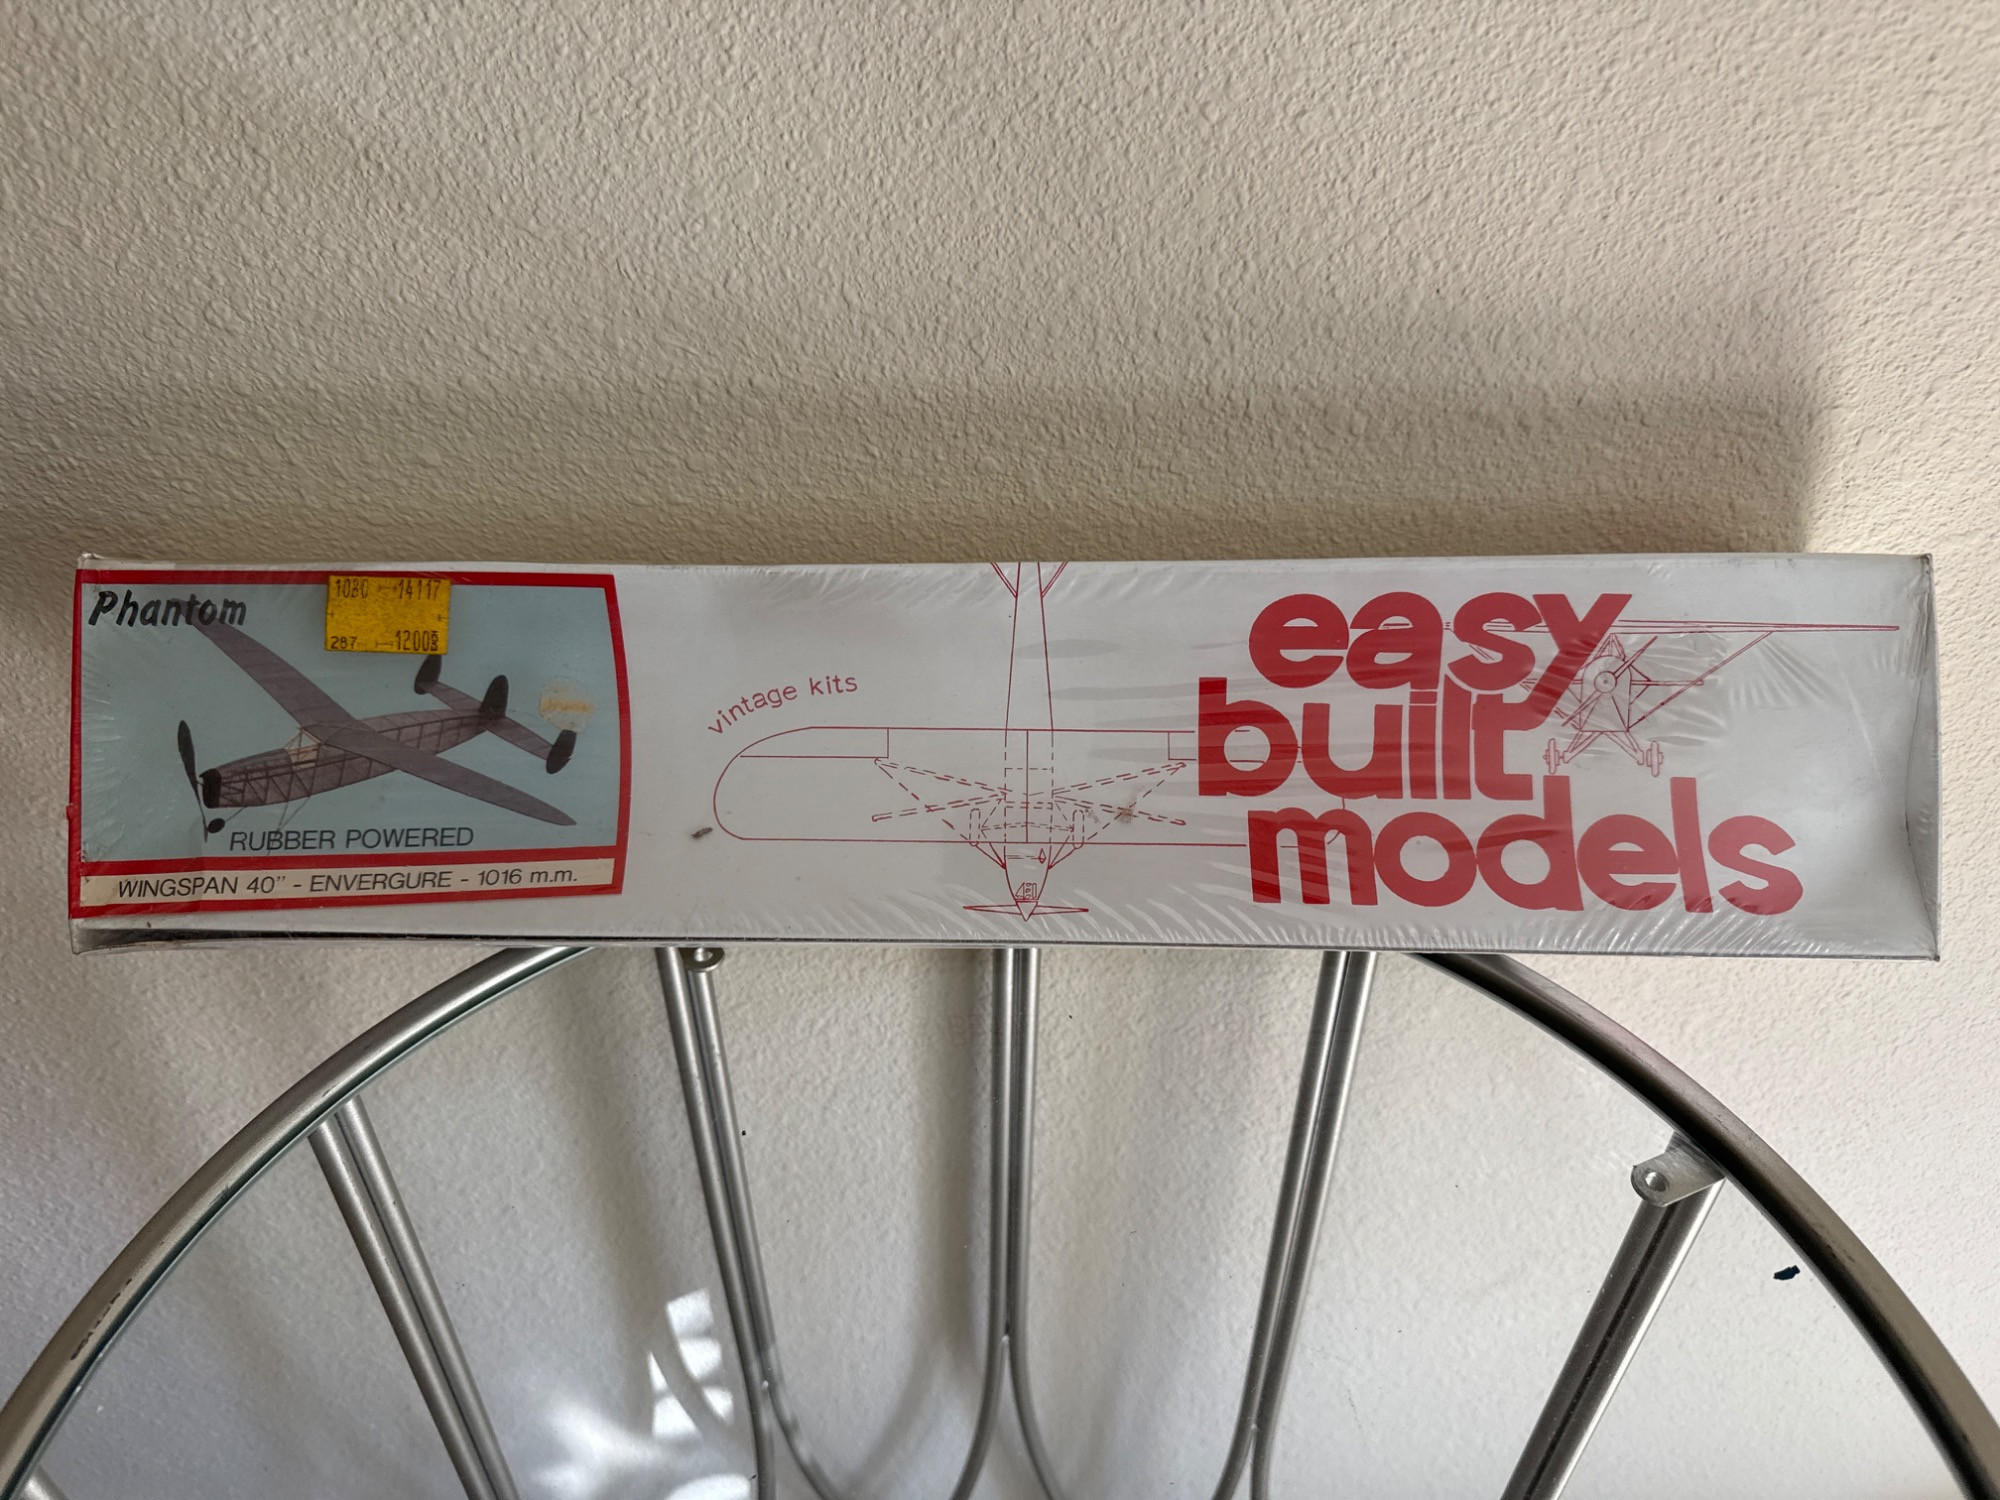 Phantom
1080 14117
287 1200
RUBBER POWERED
WINGSPAN 40" - ENVERGURE - 1016 m.m.
vintage kits
easy
built
models